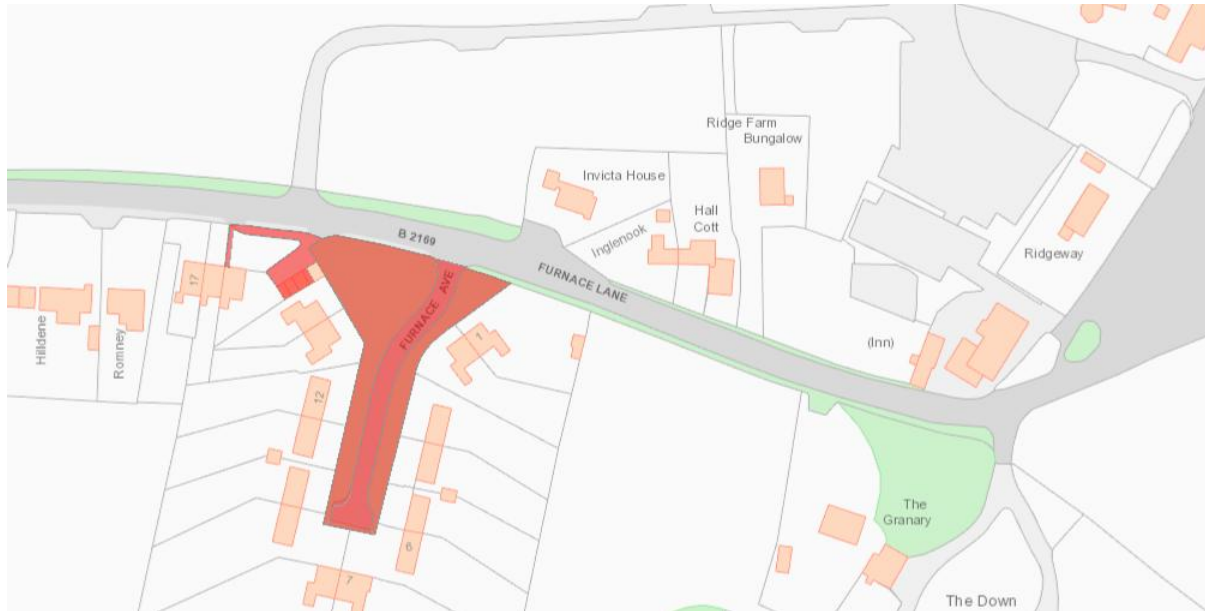 Ridge Farm
Bungalow
Invicta House
Hall
Cott
Inglenook
Ridgeway
B 2169
FURNACE LANE
FURNACE AVE
17
Hilldene
Romney
1
(Inn)
12
6
7
The
Granary
The Down